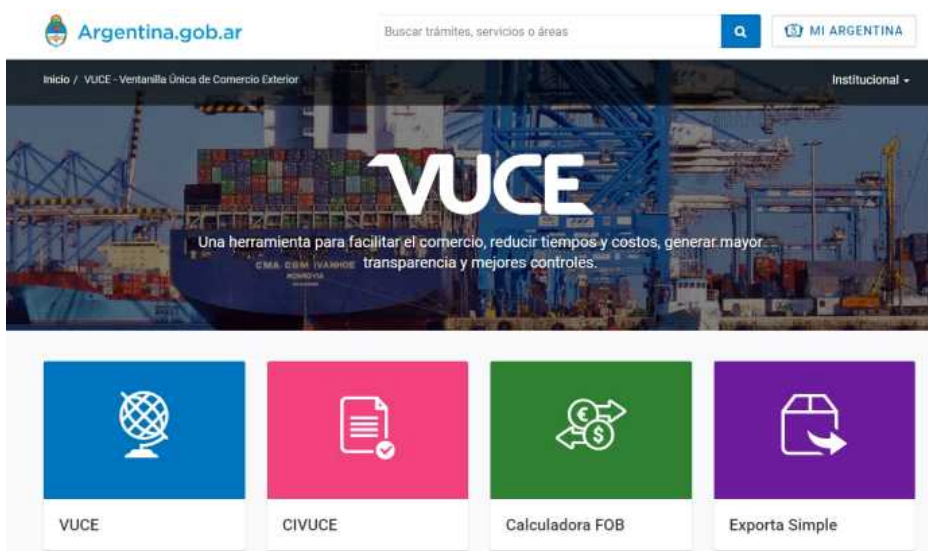 Argentina.gob.ar
Buscar trámites, servicios o áreas
MI ARGENTINA
Inicio / VUCE - Ventanilla Única de Comercio Exterior
Institucional
VUCE
Una herramienta para facilitar el comercio, reducir tiempos y costos, generar mayor
transparencia y mejores controles.
CMA CGM IVANHOE
MONROVIA
€
$
VUCE
CIVUCE
Calculadora FOB
Exporta Simple